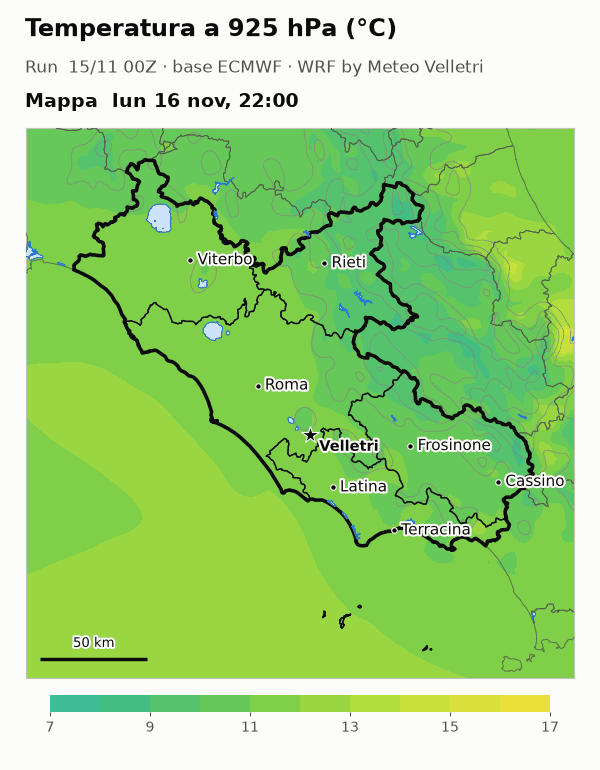 Temperatura a 925 hPa (°C)
Run  15/11 00Z · base ECMWF · WRF by Meteo Velletri
Mappa  lun 16 nov, 22:00
Viterbo
Rieti
Roma
Velletri
Frosinone
Latina
Cassino
Terracina
50 km
7 9 11 13 15 17